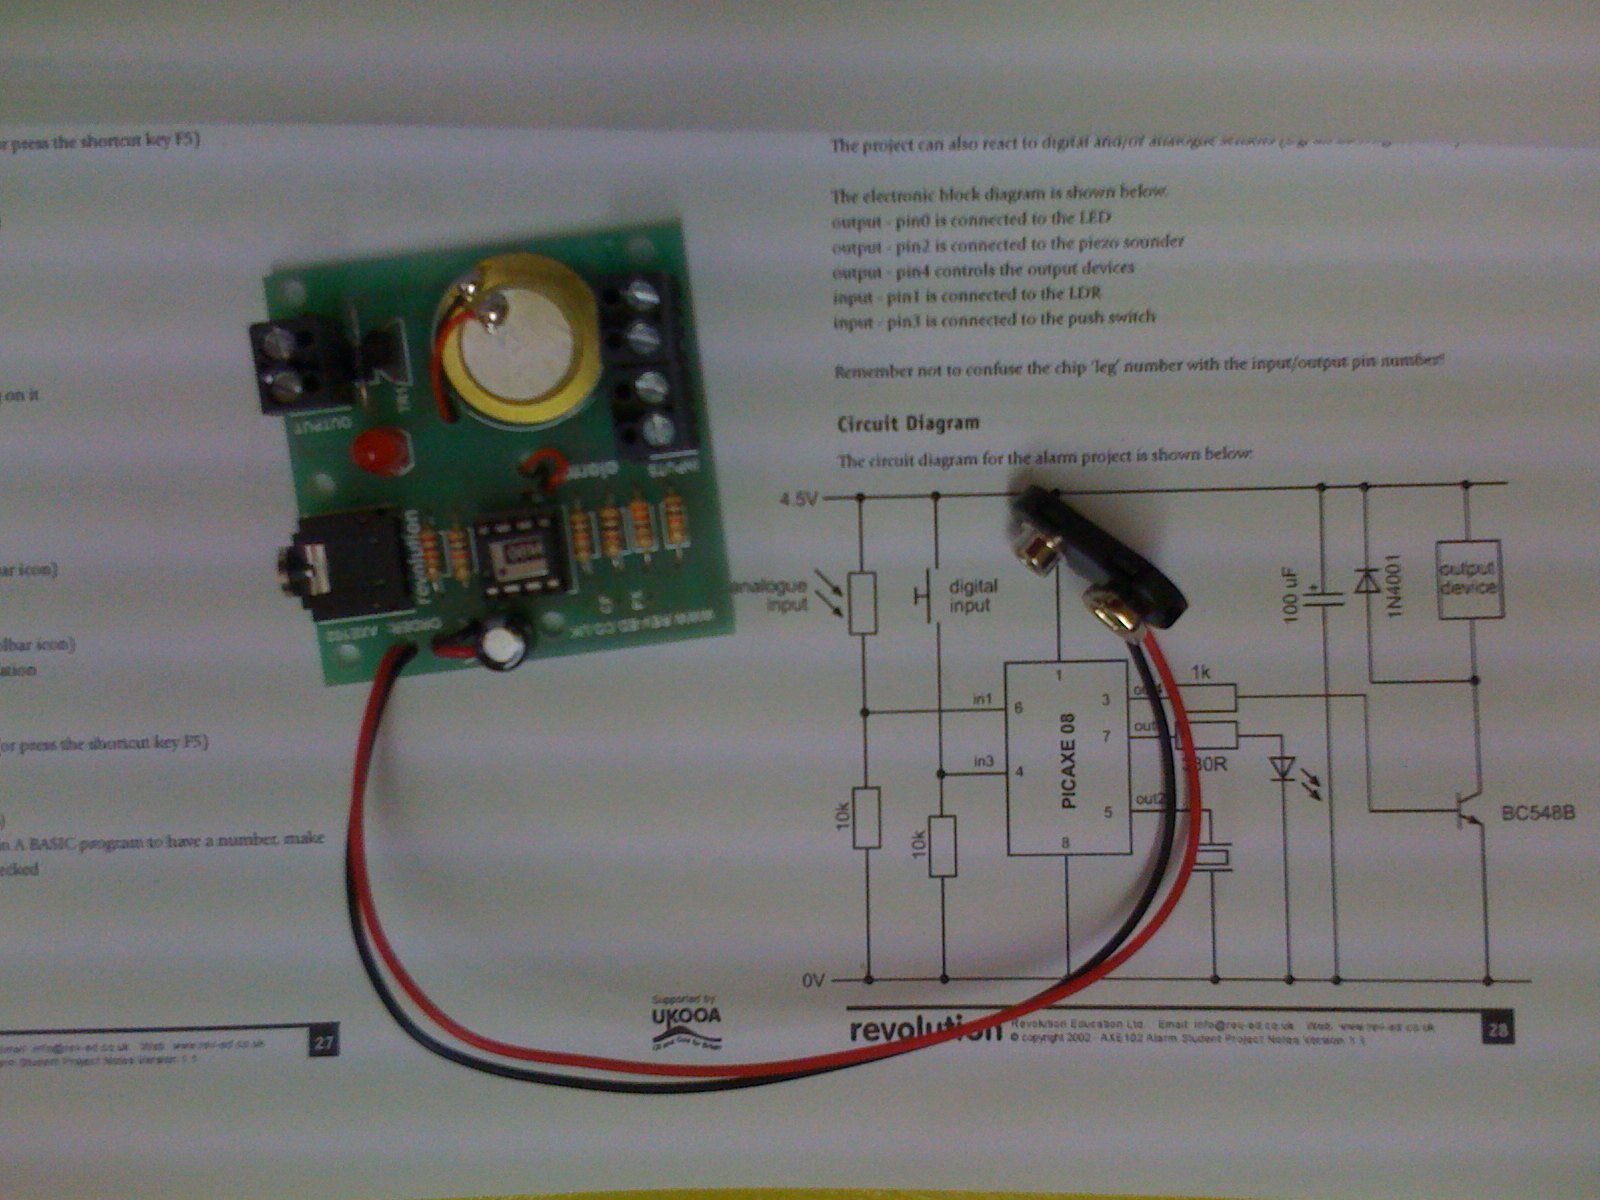 or press the shortcut key F5)
on it
bar icon)
lbar icon)
or press the shortcut key F5)
in A BASIC program to have a number, make
The project can also react to digital and/or analogue sensors
The electronic block diagram is shown below.
output - pin0 is connected to the LED
output - pin2 is connected to the piezo sounder
output - pin4 controls the output devices
input - pin1 is connected to the LDR
input - pin3 is connected to the push switch
Remember not to confuse the chip 'leg' number with the input/output pin number!
Circuit Diagram
The circuit diagram for the alarm project is shown below:
4.5V
analogue
input
digital
input
100 uF
+
1N4001
output
device
1
1k
in1
6
3
7
in3
4
PICAXE 08
out2
5
8
10k
10k
BC548B
0V
OUTPUT
TR1
INPUTS
alarm
revolution
ORDER: AXE102
WWW.REV-ED.CO.UK
Supported by
UKOOA
27
revolution
Revolution Education Ltd. Email: info@rev-ed.co.uk Web: www.rev-ed.co.uk
© copyright 2002 - AXE102 Alarm Student Project Notes Version 1.1
28